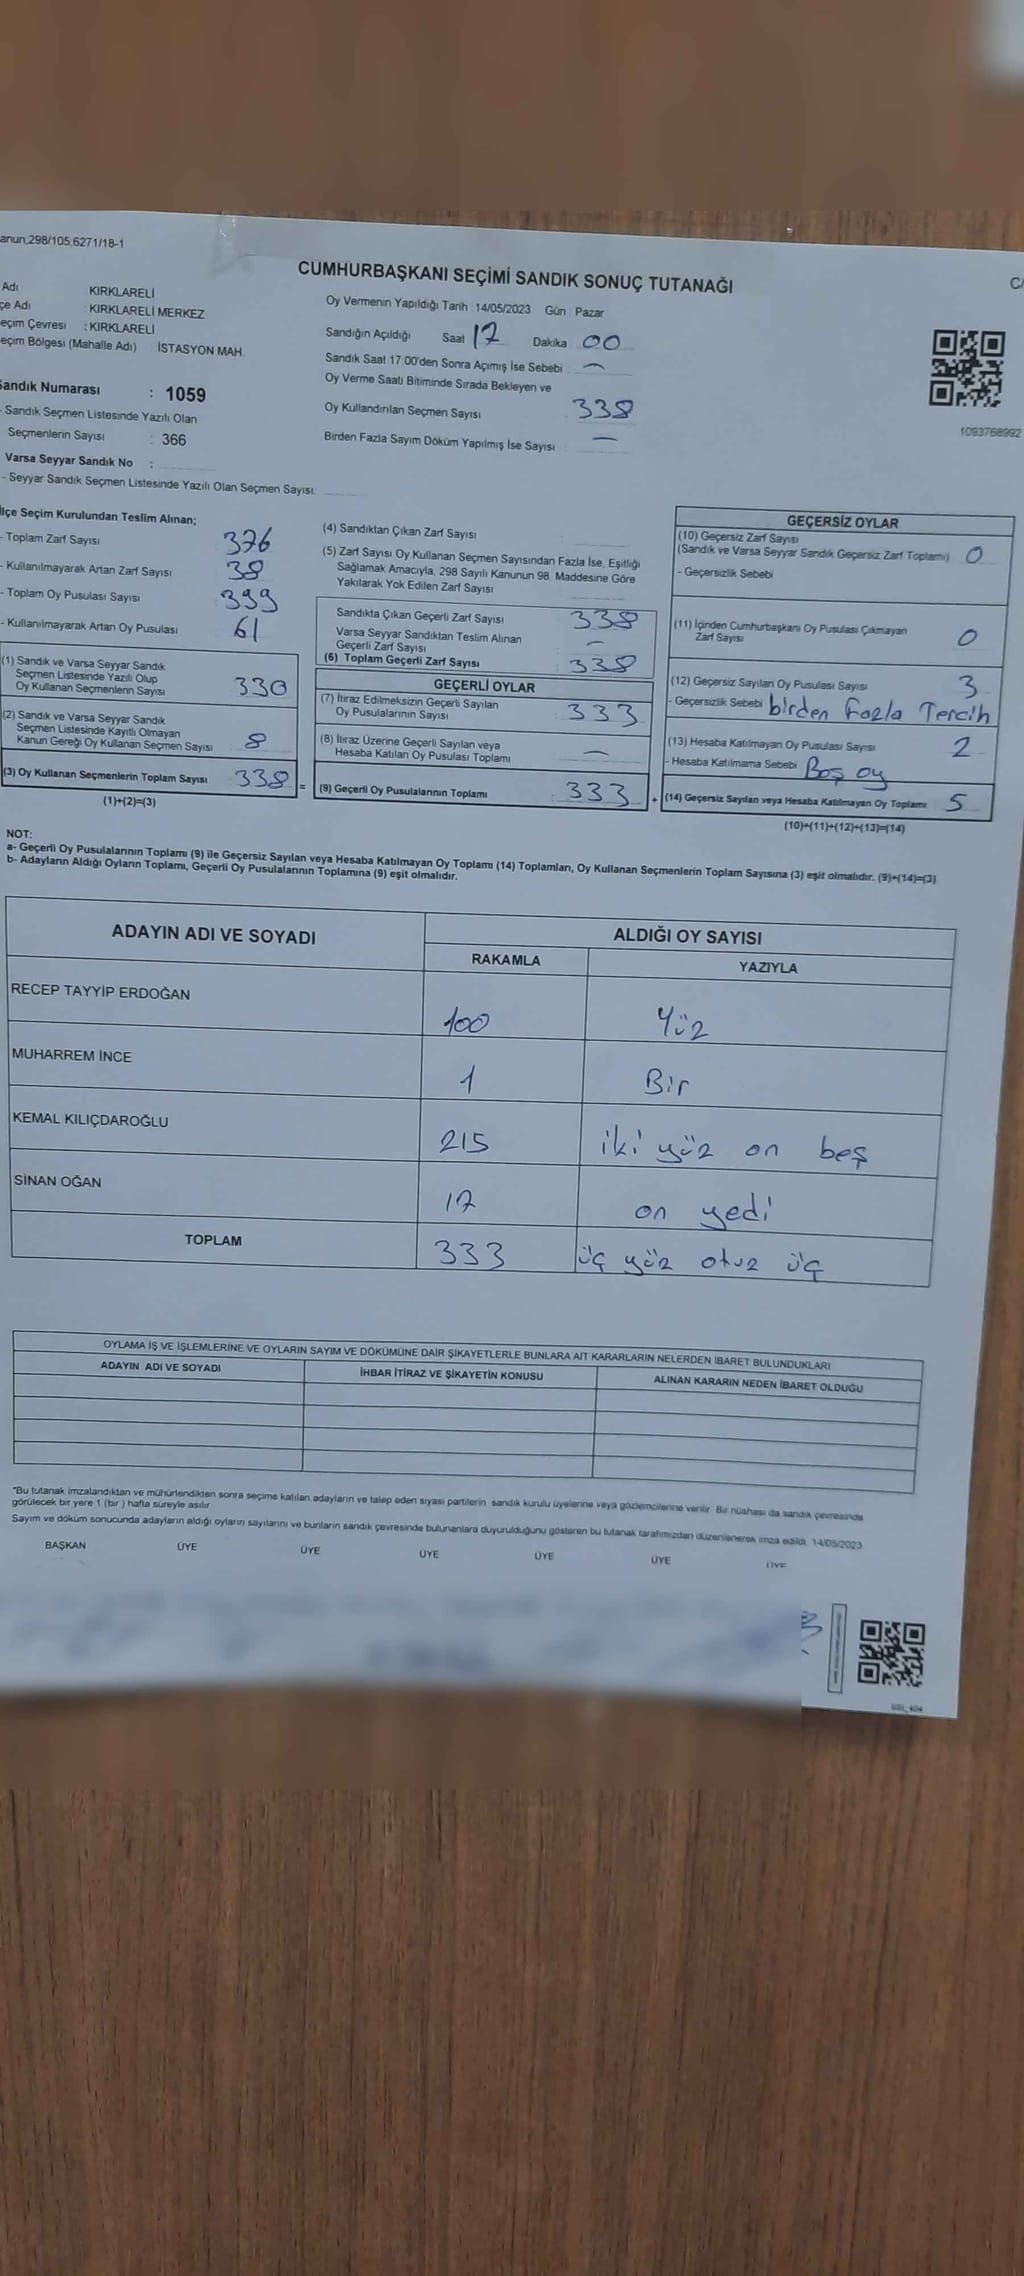 anun,298/105,6271/18-1
CUMHURBAŞKANI SEÇİMİ SANDIK SONUÇ TUTANAĞI
Adı KIRKLARELİ
çe Adı : KIRKLARELİ MERKEZ
eçim Çevresi : KIRKLARELİ
eçim Bölgesi (Mahalle Adı) İSTASYON MAH.
Sandık Numarası : 1059
- Sandık Seçmen Listesinde Yazılı Olan
Seçmenlerin Sayısı : 366
Varsa Seyyar Sandık No :
- Seyyar Sandık Seçmen Listesinde Yazılı Olan Seçmen Sayısı:
Oy Vermenin Yapıldığı Tarih : 14/05/2023 Gün : Pazar
Sandığın Açıldığı Saat 17 Dakika 00
Sandık Saat 17:00'den Sonra Açımış İse Sebebi : —
Oy Verme Saati Bitiminde Sırada Bekleyen ve
Oy Kullandırılan Seçmen Sayısı : 338
Birden Fazla Sayım Döküm Yapılmış İse Sayısı : —
1093768992
İlçe Seçim Kurulundan Teslim Alınan;
- Toplam Zarf Sayısı 376
- Kullanılmayarak Artan Zarf Sayısı 38
- Toplam Oy Pusulası Sayısı 399
- Kullanılmayarak Artan Oy Pusulası 61
(1) Sandık ve Varsa Seyyar Sandık
Seçmen Listesinde Yazılı Olup
Oy Kullanan Seçmenlerin Sayısı 330
(2) Sandık ve Varsa Seyyar Sandık
Seçmen Listesinde Kayıtlı Olmayan
Kanun Gereği Oy Kullanan Seçmen Sayısı 8
(3) Oy Kullanan Seçmenlerin Toplam Sayısı 338 =
(1)+(2)=(3)
(4) Sandıktan Çıkan Zarf Sayısı
(5) Zarf Sayısı Oy Kullanan Seçmen Sayısından Fazla İse, Eşitliği
Sağlamak Amacıyla, 298 Sayılı Kanunun 98. Maddesine Göre
Yakılarak Yok Edilen Zarf Sayısı
Sandıkta Çıkan Geçerli Zarf Sayısı : 338
Varsa Seyyar Sandıktan Teslim Alınan
Geçerli Zarf Sayısı : —
(6) Toplam Geçerli Zarf Sayısı : 338
GEÇERLİ OYLAR
(7) İtiraz Edilmeksizin Geçerli Sayılan
Oy Pusulalarının Sayısı : 333
(8) İtiraz Üzerine Geçerli Sayılan veya
Hesaba Katılan Oy Pusulası Toplamı : —
(9) Geçerli Oy Pusulalarının Toplamı : 333 +
GEÇERSİZ OYLAR
(10) Geçersiz Zarf Sayısı
(Sandık ve Varsa Seyyar Sandık Geçersiz Zarf Toplamı) 0
- Geçersizlik Sebebi
(11) İçinden Cumhurbaşkanı Oy Pusulası Çıkmayan
Zarf Sayısı 0
(12) Geçersiz Sayılan Oy Pusulası Sayısı 3
- Geçersizlik Sebebi birden Fazla Tercih
(13) Hesaba Katılmayan Oy Pusulası Sayısı 2
- Hesaba Katılmama Sebebi Boş oy
(14) Geçersiz Sayılan veya Hesaba Katılmayan Oy Toplamı 5
(10)+(11)+(12)+(13)=(14)
NOT:
a- Geçerli Oy Pusulalarının Toplamı (9) ile Geçersiz Sayılan veya Hesaba Katılmayan Oy Toplamı (14) Toplamları, Oy Kullanan Seçmenlerin Toplam Sayısına (3) eşit olmalıdır. (9)+(14)=(3)
b- Adayların Aldığı Oyların Toplamı, Geçerli Oy Pusulalarının Toplamına (9) eşit olmalıdır.
ADAYIN ADI VE SOYADI
ALDIĞI OY SAYISI
RAKAMLA YAZIYLA
RECEP TAYYİP ERDOĞAN 100 Yüz
MUHARREM İNCE 1 Bir
KEMAL KILIÇDAROĞLU 215 iki yüz on beş
SİNAN OĞAN 17 on yedi
TOPLAM 333 üç yüz otuz üç
OYLAMA İŞ VE İŞLEMLERİNE VE OYLARIN SAYIM VE DÖKÜMÜNE DAİR ŞİKAYETLERLE BUNLARA AİT KARARLARIN NELERDEN İBARET BULUNDUKLARI
ADAYIN ADI VE SOYADI İHBAR İTİRAZ VE ŞİKAYETİN KONUSU ALINAN KARARIN NEDEN İBARET OLDUĞU
*Bu tutanak imzalandıktan ve mühürlendikten sonra seçime katılan adayların ve talep eden siyasi partilerin sandık kurulu üyelerine veya gözlemcilerine verilir. Bir nüshası da sandık çevresinde
görülecek bir yere 1 (bir ) hafta süreyle asılır.
Sayım ve döküm sonucunda adayların aldığı oyların sayılarını ve bunların sandık çevresinde bulunanlara duyurulduğunu gösteren bu tutanak tarafımızdan düzenlenerek imza edildi. 14/05/2023
BAŞKAN ÜYE ÜYE ÜYE ÜYE ÜYE ÜYE